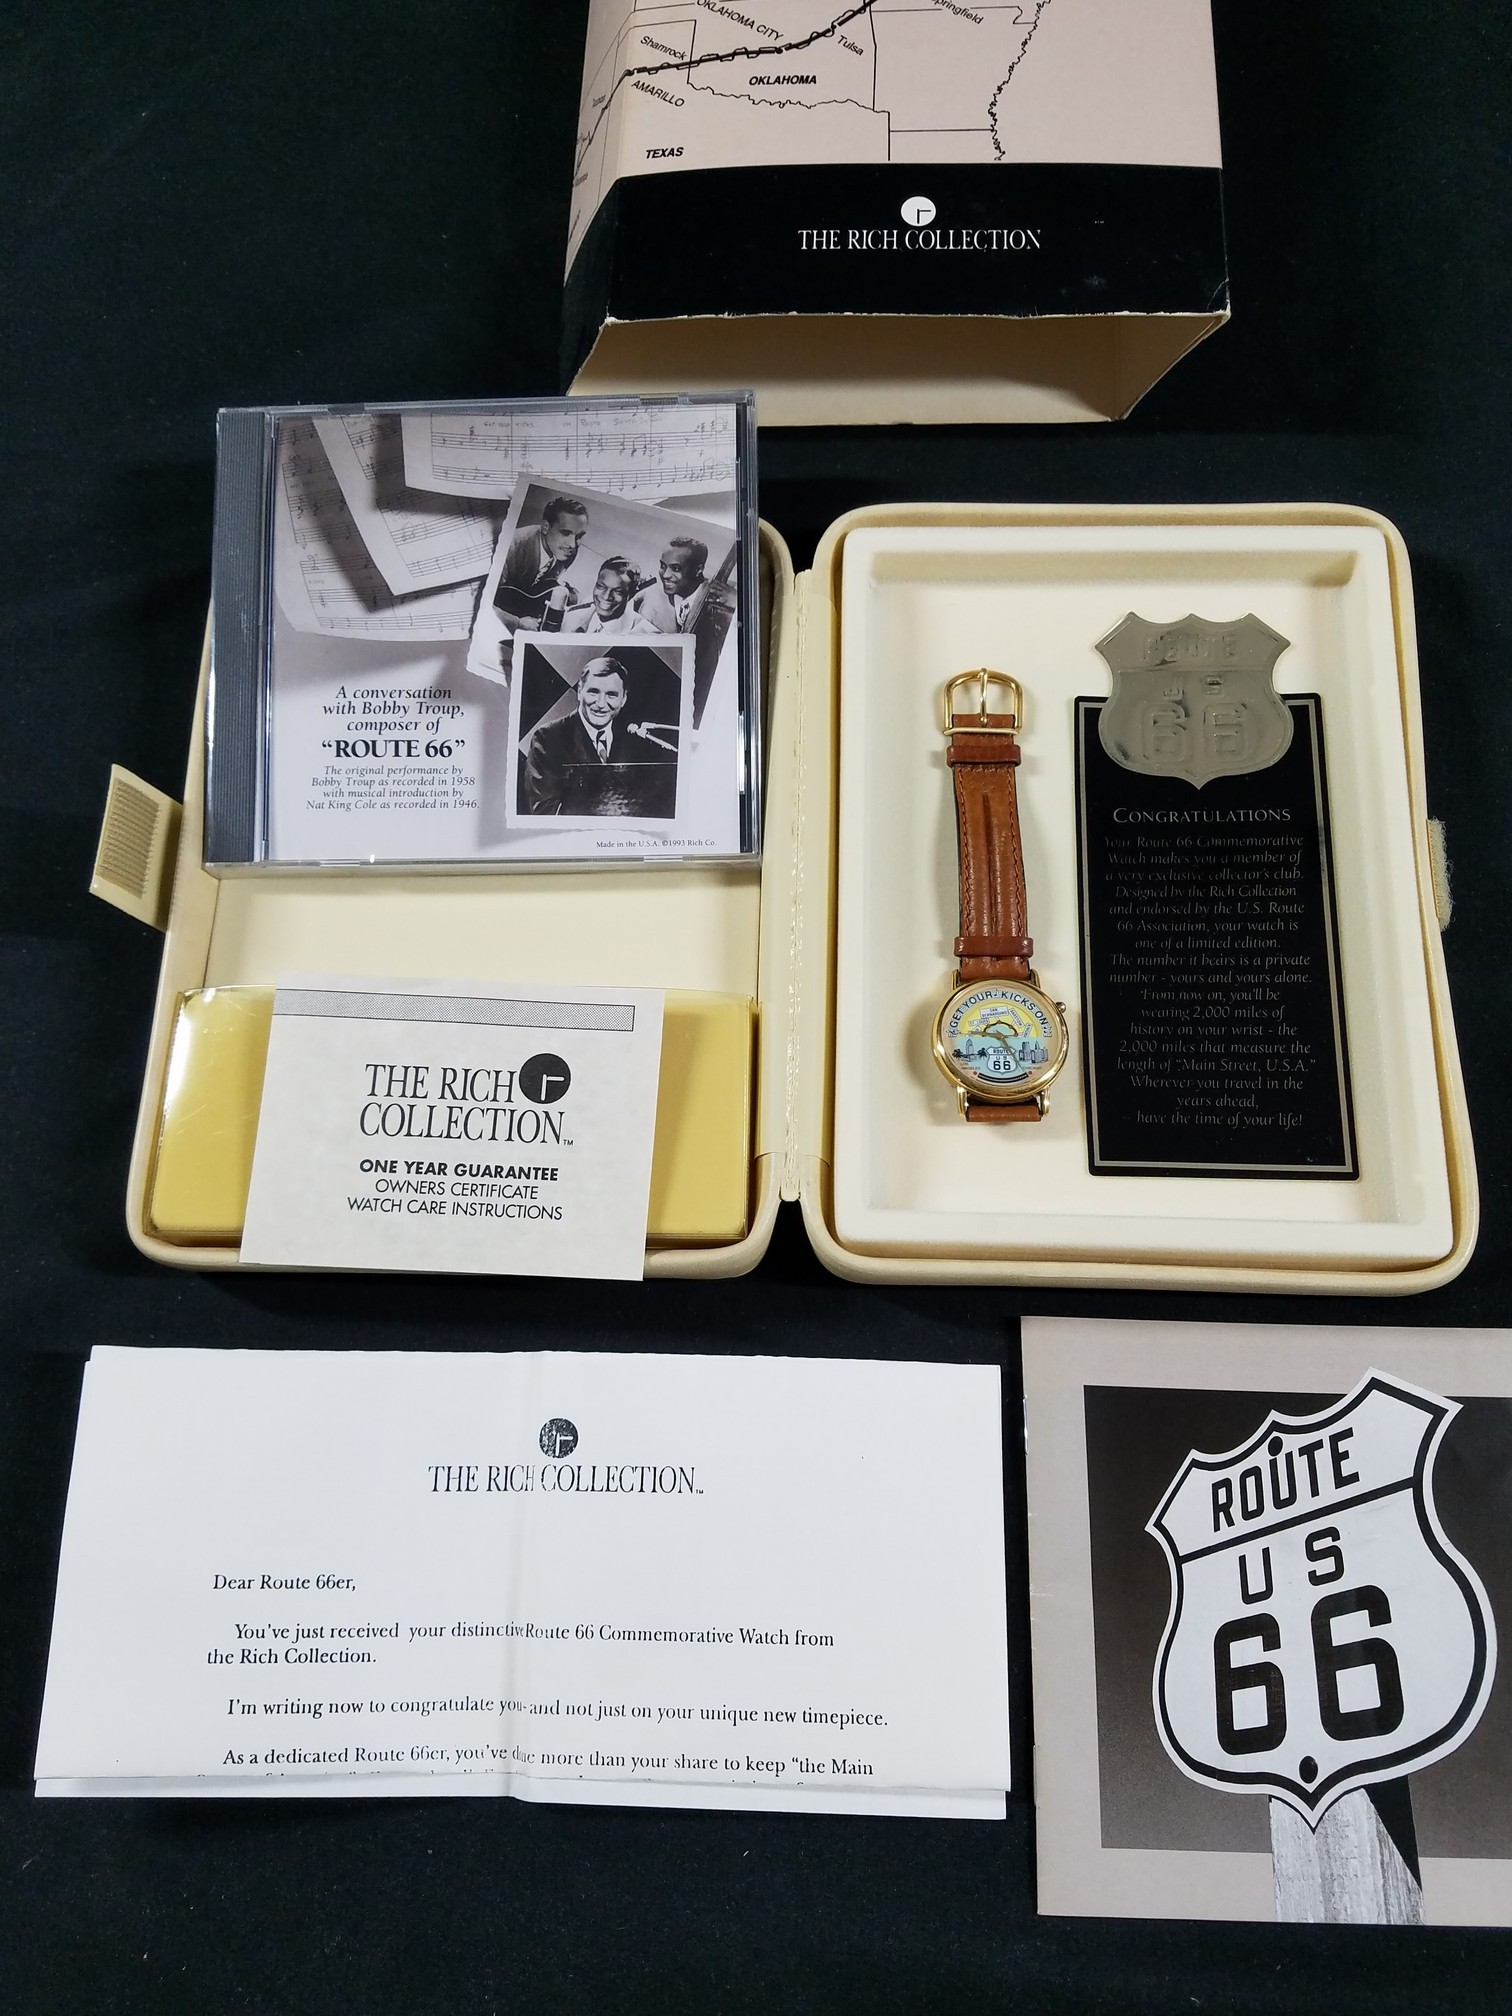 OKLAHOMA CITY
Springfield
Shamrock
Tulsa
AMARILLO
OKLAHOMA
TEXAS
THE RICH COLLECTION
A conversation
with Bobby Troup,
composer of
“ROUTE 66”
The original performance by
Bobby Troup as recorded in 1958
with musical introduction by
Nat King Cole as recorded in 1946.
Made in the U.S.A. ©1993 Rich Co.
ROUTE
U S
66
CONGRATULATIONS
Your Route 66 Commemorative
Watch makes you a member of
a very exclusive collector's club.
Designed by the Rich Collection
and endorsed by the U.S. Route
66 Association, your watch is
one of a limited edition.
The number it bears is a private
number - yours and yours alone.
From now on, you'll be
wearing 2,000 miles of
history on your wrist - the
2,000 miles that measure the
length of "Main Street, U.S.A."
Wherever you travel in the
years ahead,
have the time of your life!
GET YOUR KICKS ON
ROUTE
U S
66
THE RICH
COLLECTION™
ONE YEAR GUARANTEE
OWNERS CERTIFICATE
WATCH CARE INSTRUCTIONS
THE RICH COLLECTION™
Dear Route 66er,
You've just received your distinctive Route 66 Commemorative Watch from
the Rich Collection.
I'm writing now to congratulate you-and not just on your unique new timepiece.
As a dedicated Route 66er, you've done more than your share to keep “the Main
ROUTE
U S
66